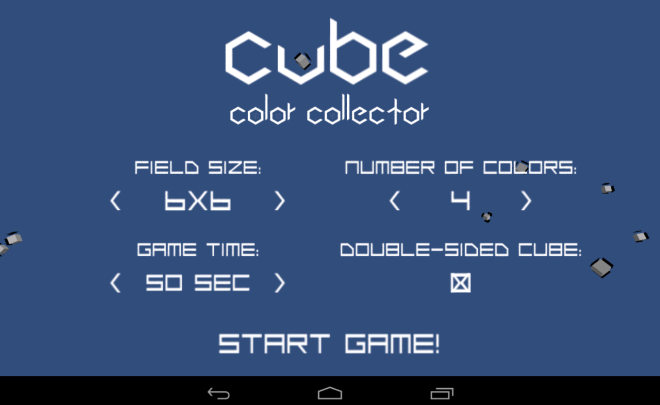 cube
color collector
FIELD SIZE:
< 6X6 >
NUMBER OF COLORS:
< 4 >
GAME TIME:
< 50 SEC >
DOUBLE-SIDED CUBE:
START GAME!